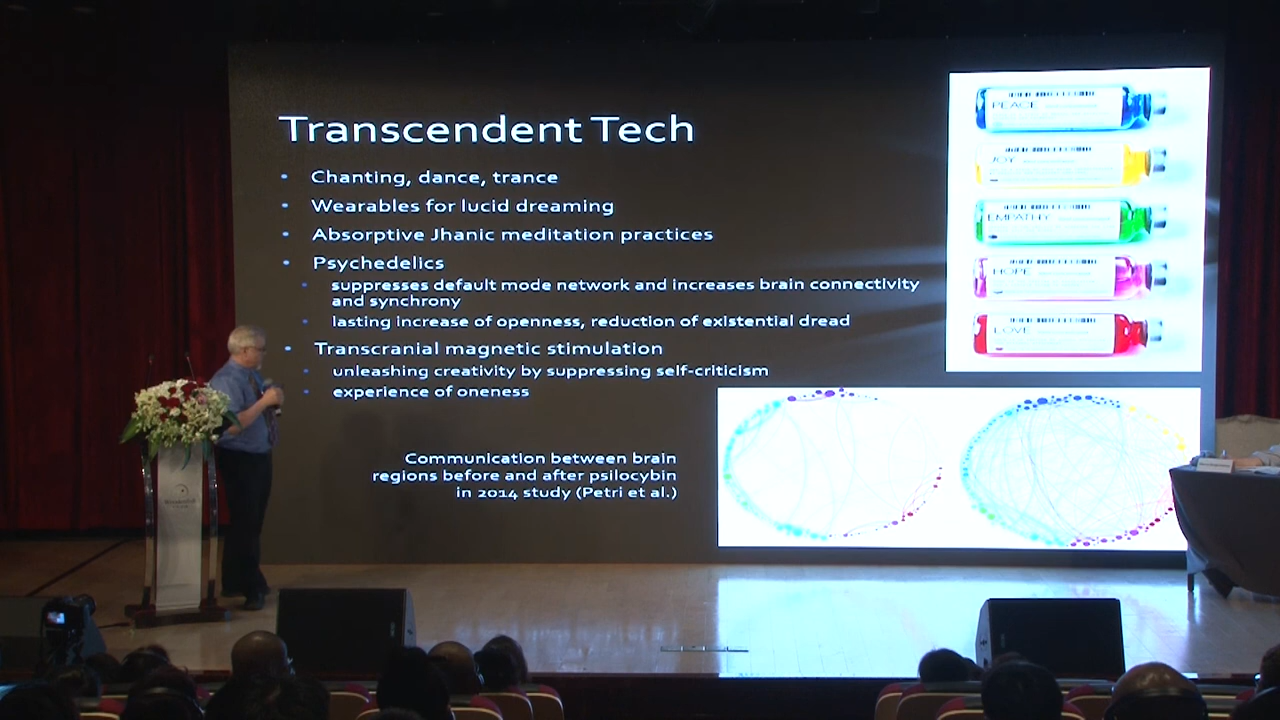 Transcendent Tech
• Chanting, dance, trance
• Wearables for lucid dreaming
• Absorptive Jhanic meditation practices
• Psychedelics
• suppresses default mode network and increases brain connectivity
and synchrony
• lasting increase of openness, reduction of existential dread
• Transcranial magnetic stimulation
• unleashing creativity by suppressing self-criticism
• experience of oneness
Communication between brain
regions before and after psilocybin
in 2014 study (Petri et al.)
PEACE
JOY
EMPATHY
HOPE
LOVE